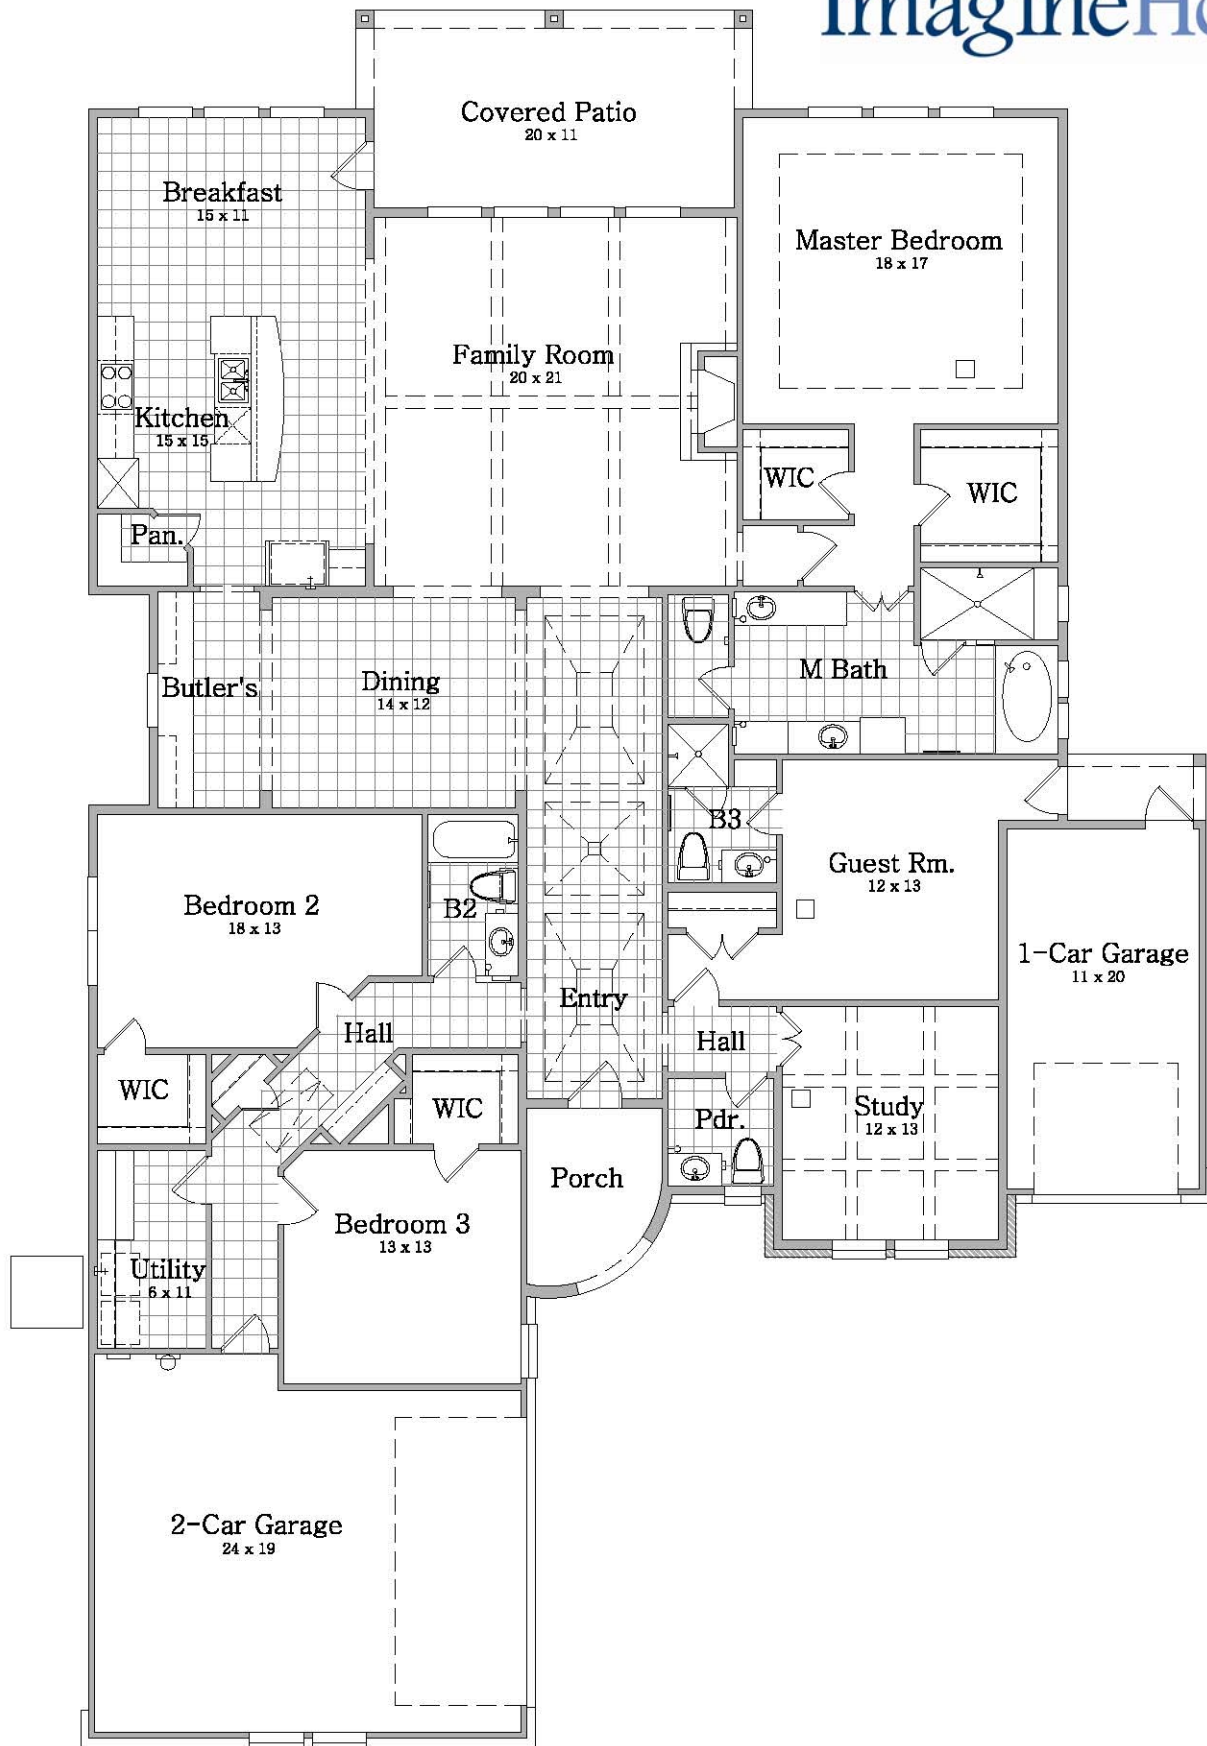 ImagineHo
Covered Patio
20 x 11
Breakfast
15 x 11
Master Bedroom
18 x 17
Family Room
20 x 21
Kitchen
15 x 15
WIC
WIC
Pan.
Butler's
Dining
14 x 12
M Bath
B3
Guest Rm.
12 x 13
Bedroom 2
18 x 13
B2
1-Car Garage
11 x 20
Entry
Hall
Hall
WIC
WIC
Pdr.
Study
12 x 13
Porch
Bedroom 3
13 x 13
Utility
6 x 11
2-Car Garage
24 x 19